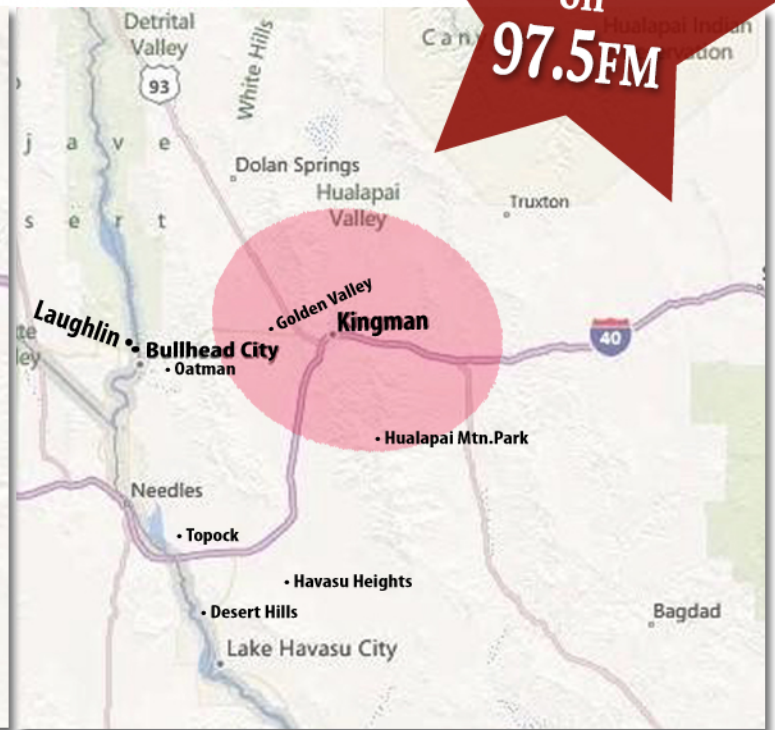 on
97.5FM
Detrital
Valley
93
White Hills
Hualapai Indian
Dolan Springs
Hualapai
Valley
Truxton
j a v e
s e r t
Golden Valley
Kingman
Laughlin
Bullhead City
Oatman
40
Hualapai Mtn.Park
Needles
Topock
Havasu Heights
Desert Hills
Bagdad
Lake Havasu City